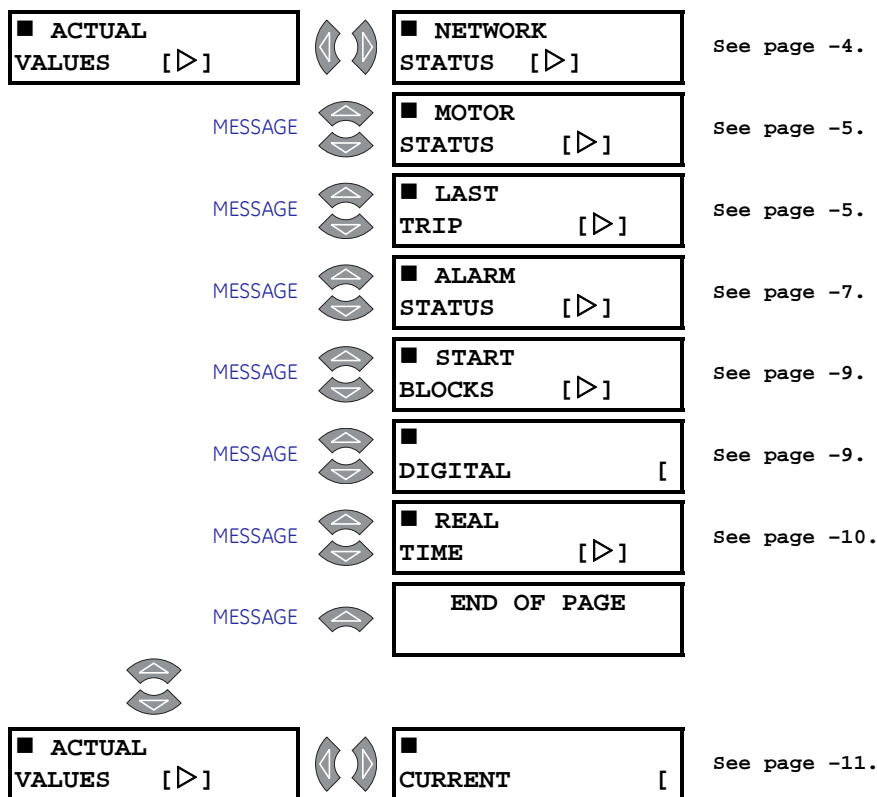 ■ ACTUAL
VALUES [▷]
■ NETWORK
STATUS [▷]
See page –4.
MESSAGE
■ MOTOR
STATUS [▷]
See page –5.
MESSAGE
■ LAST
TRIP [▷]
See page –5.
MESSAGE
■ ALARM
STATUS [▷]
See page –7.
MESSAGE
■ START
BLOCKS [▷]
See page –9.
MESSAGE
■
DIGITAL [
See page –9.
MESSAGE
■ REAL
TIME [▷]
See page –10.
MESSAGE
END OF PAGE
■ ACTUAL
VALUES [▷]
■
CURRENT [
See page –11.